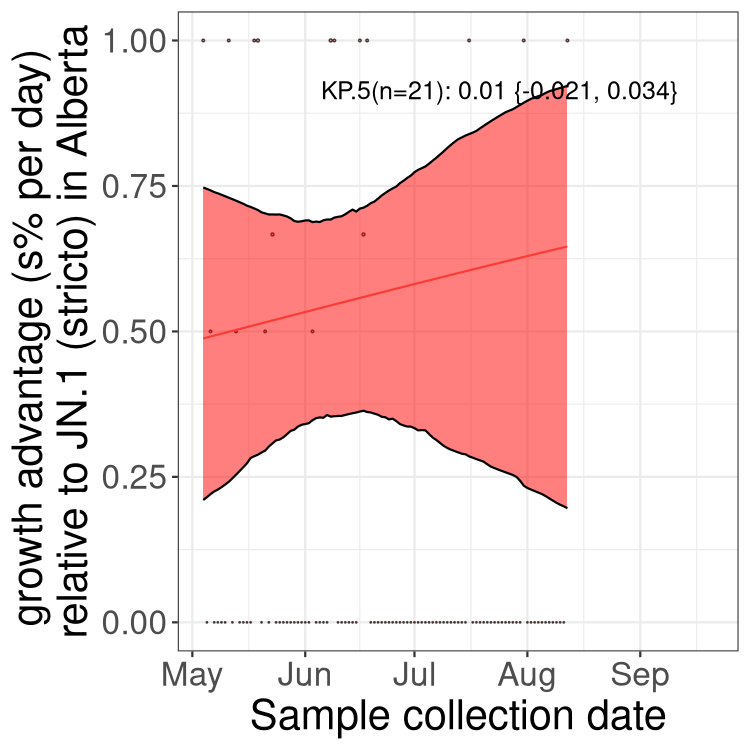 growth advantage (s% per day)
relative to JN.1 (stricto) in Alberta
1.00
0.75
0.50
0.25
0.00
KP.5(n=21): 0.01 {-0.021, 0.034}
May Jun Jul Aug Sep
Sample collection date